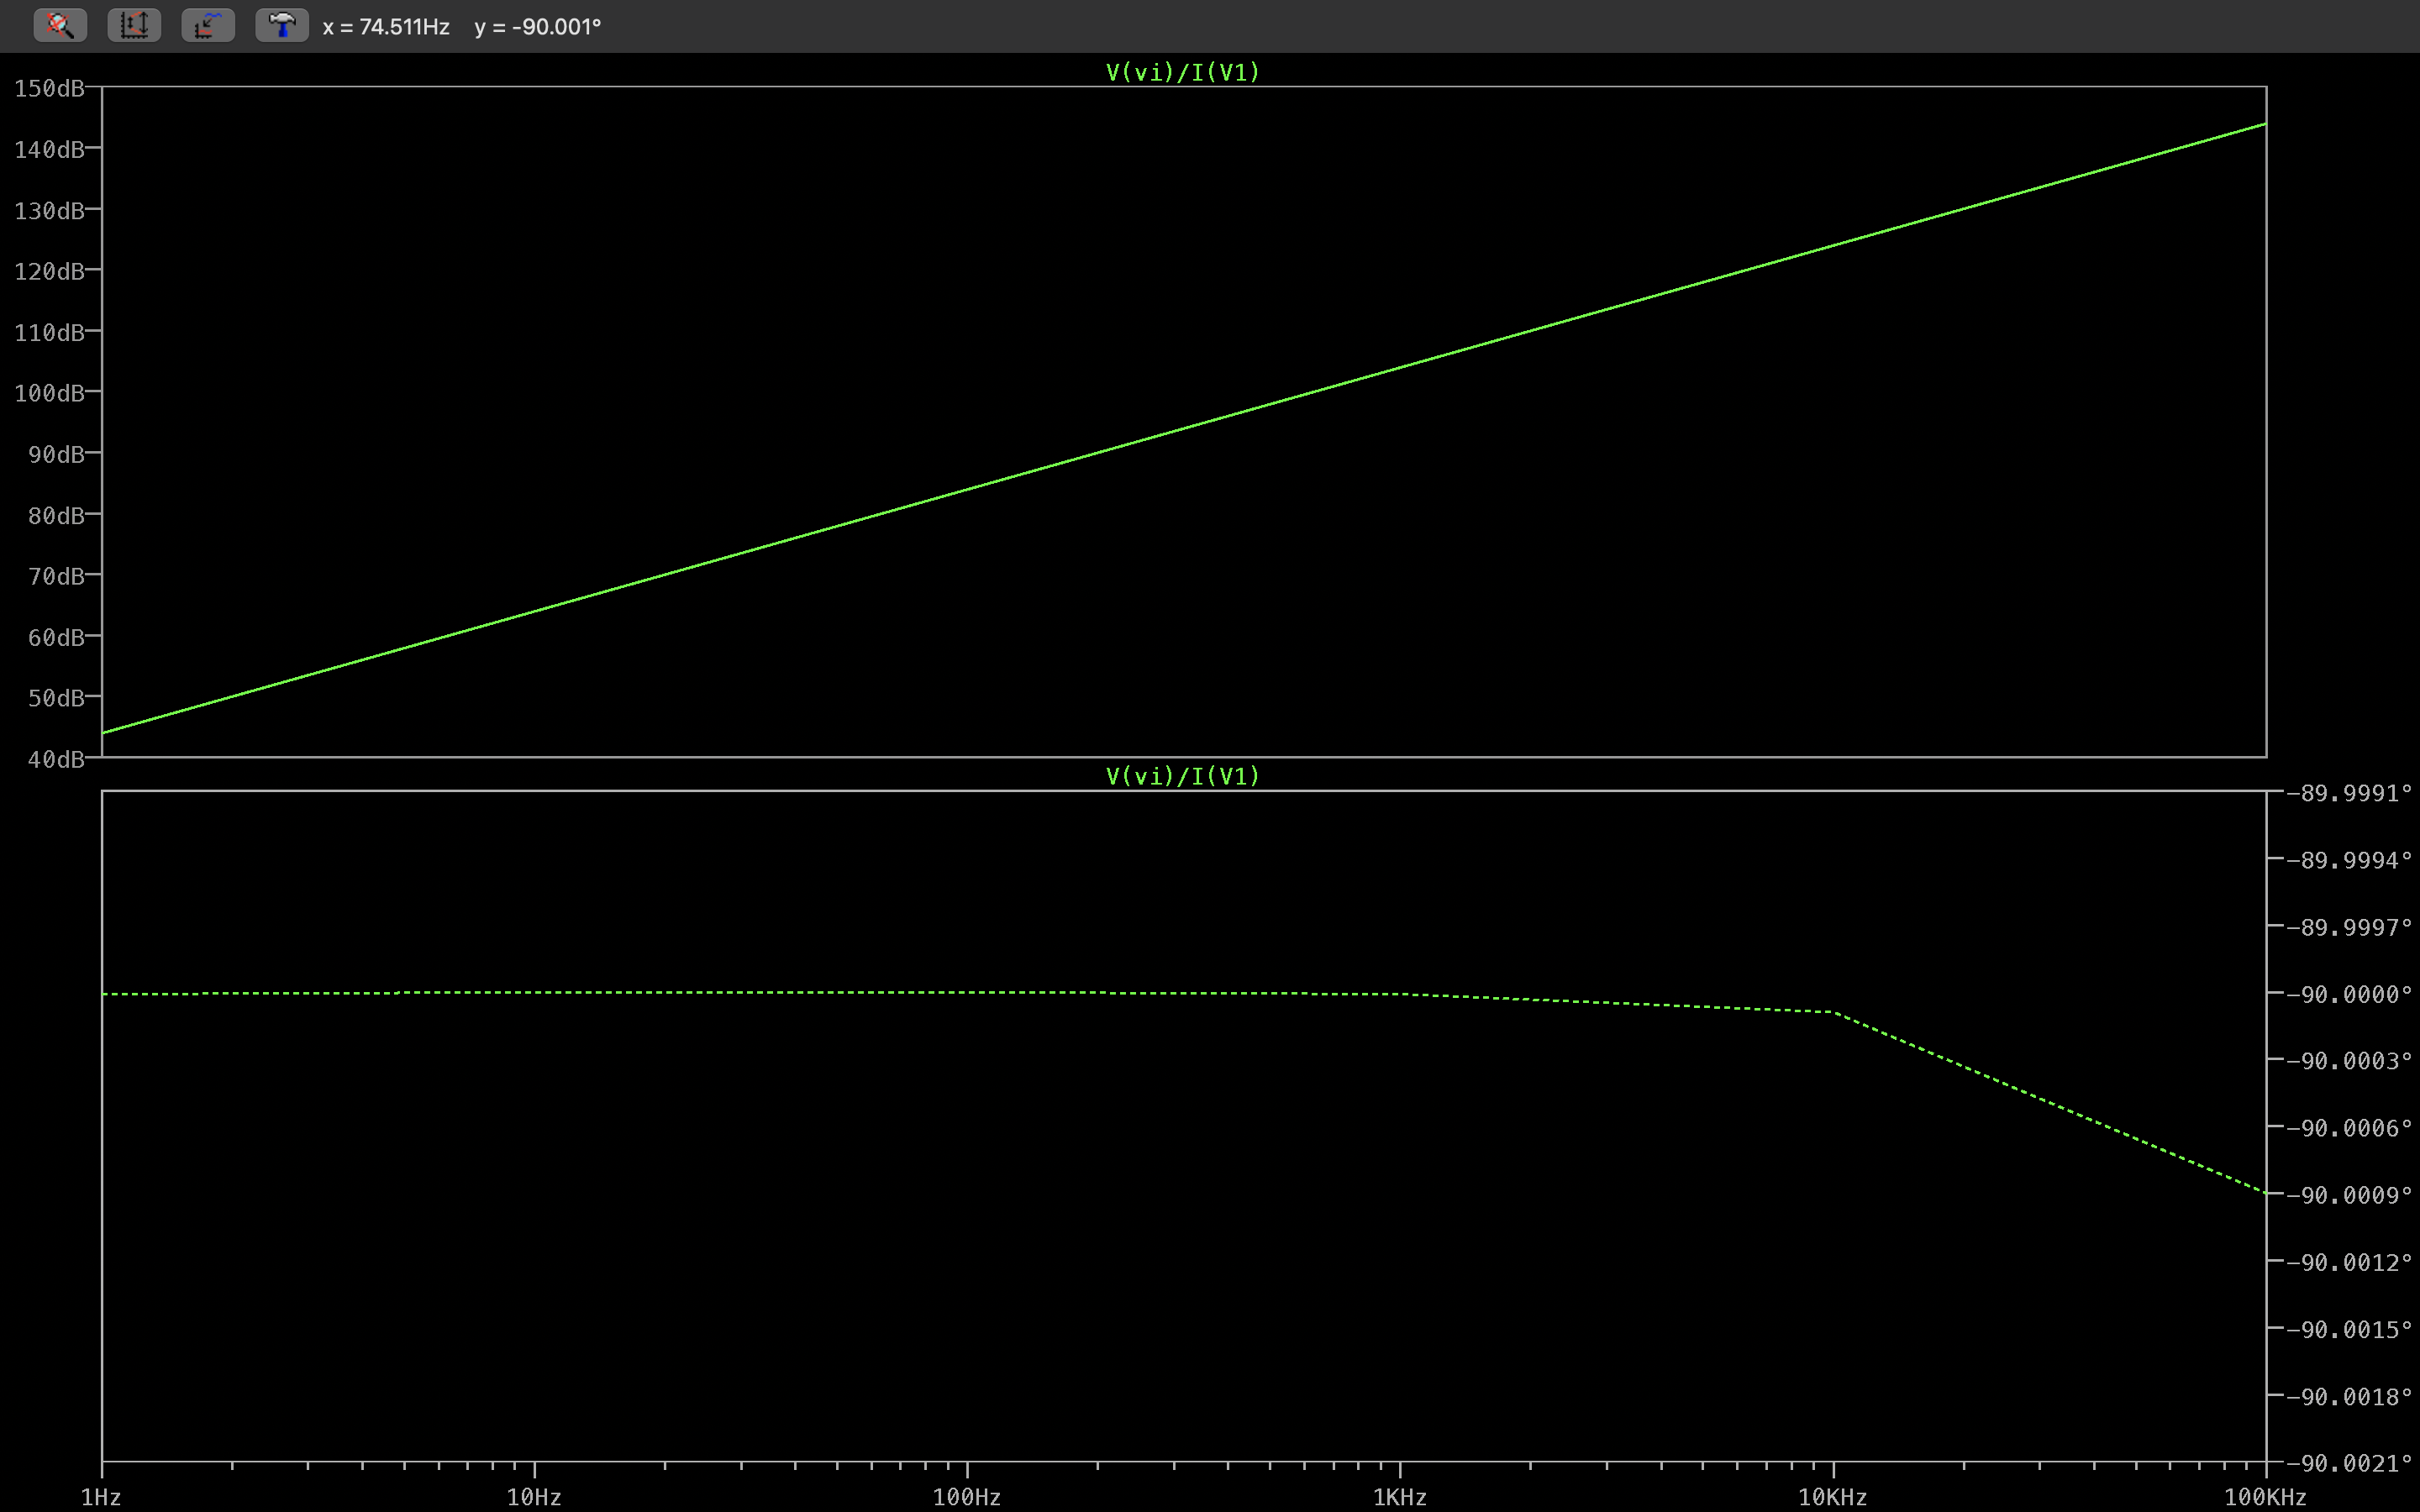 x = 74.511Hz y = -90.001°
V(vi)/I(V1)
150dB
140dB
130dB
120dB
110dB
100dB
90dB
80dB
70dB
60dB
50dB
40dB
V(vi)/I(V1)
-89.9991°
-89.9994°
-89.9997°
-90.0000°
-90.0003°
-90.0006°
-90.0009°
-90.0012°
-90.0015°
-90.0018°
-90.0021°
1Hz 10Hz 100Hz 1KHz 10KHz 100KHz